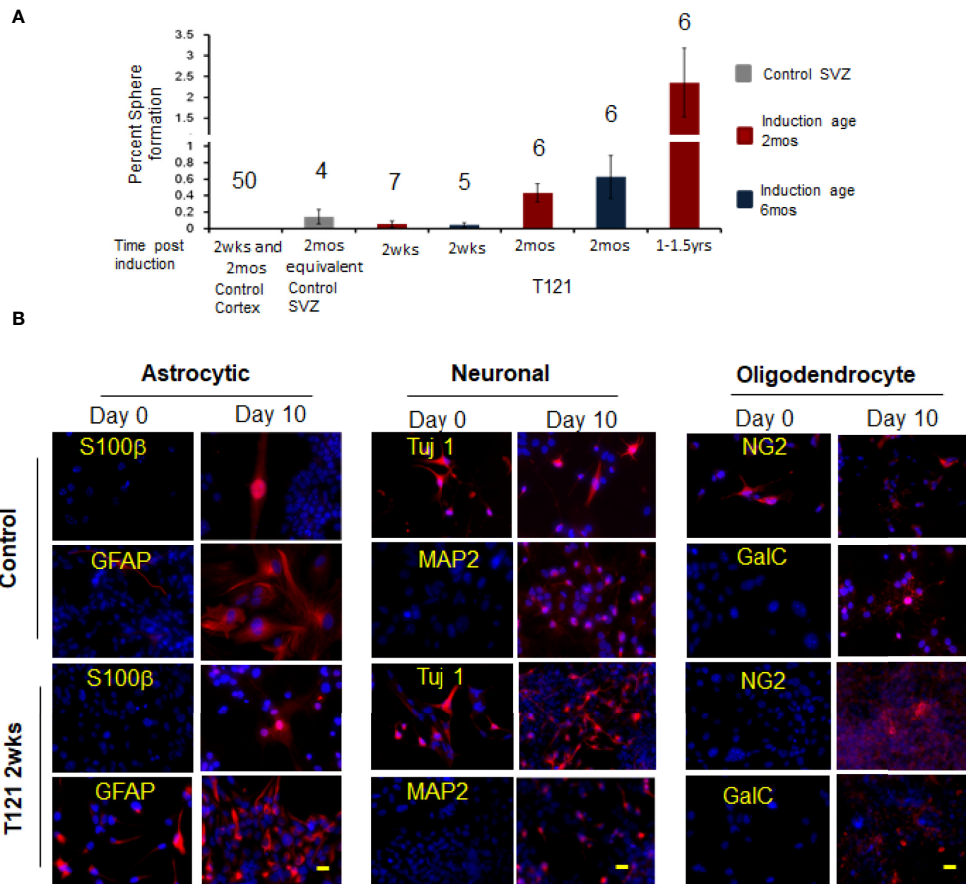 A
Percent Sphere
formation
3.5
3
2.5
2
1.5
1
0.8
0.6
0.4
0.2
0
50
4
7
5
6
6
6
Control SVZ
Induction age
2mos
Induction age
6mos
Time post
induction
2wks and
2mos
Control
Cortex
2mos
equivalent
Control
SVZ
2wks
2wks
2mos
2mos
1-1.5yrs
T121
B
Astrocytic
Neuronal
Oligodendrocyte
Day 0
Day 10
Day 0
Day 10
Day 0
Day 10
Control
S100β
Tuj 1
NG2
GFAP
MAP2
GalC
T121 2wks
S100β
Tuj 1
NG2
GFAP
MAP2
GalC